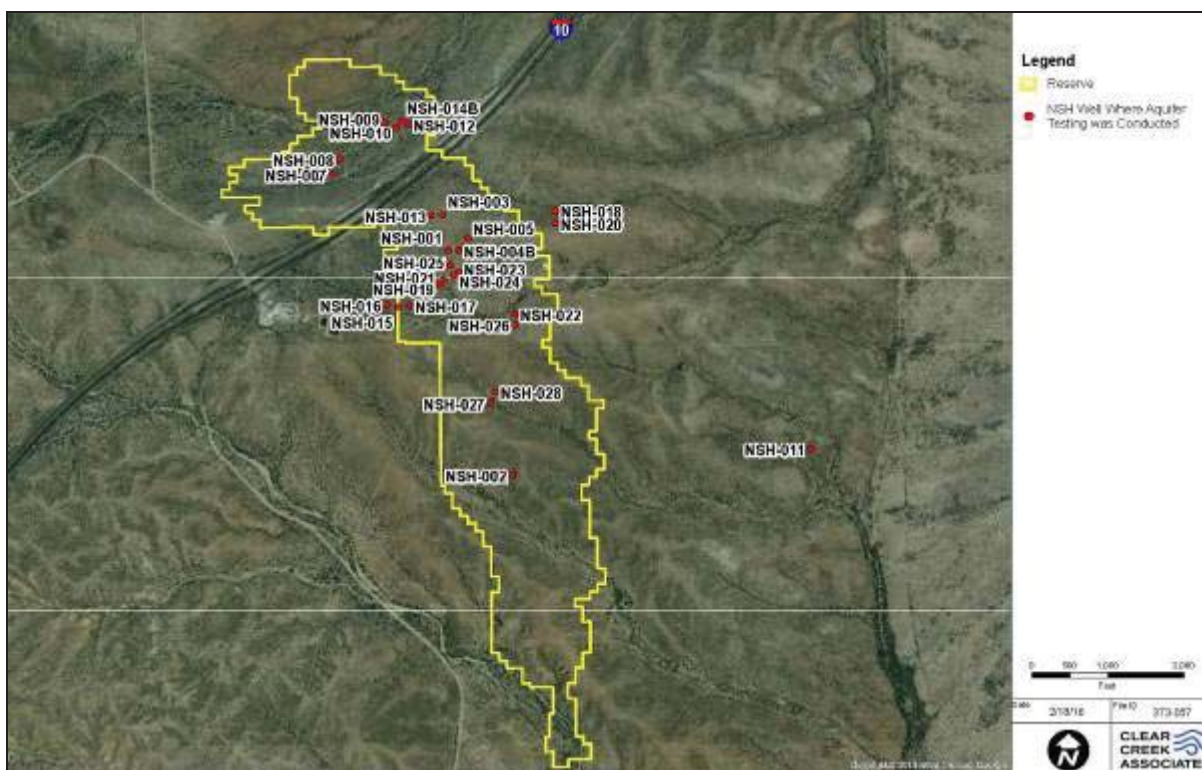 10
NSH-014B
NSH-009
NSH-012
NSH-010
NSH-008
NSH-007
NSH-003
NSH-013
NSH-018
NSH-020
NSH-005
NSH-001
NSH-004B
NSH-025
NSH-023
NSH-021
NSH-024
NSH-019
NSH-016
NSH-017
NSH-022
NSH-015
NSH-026
NSH-028
NSH-027
NSH-011
NSH-002
Legend
Reserve
NSH Well Where Aquifer
Testing was Conducted
0 500 1,000 2,000
Feet
Date 2/18/16 File ID 373-057
N
CLEAR
CREEK
ASSOCIATES